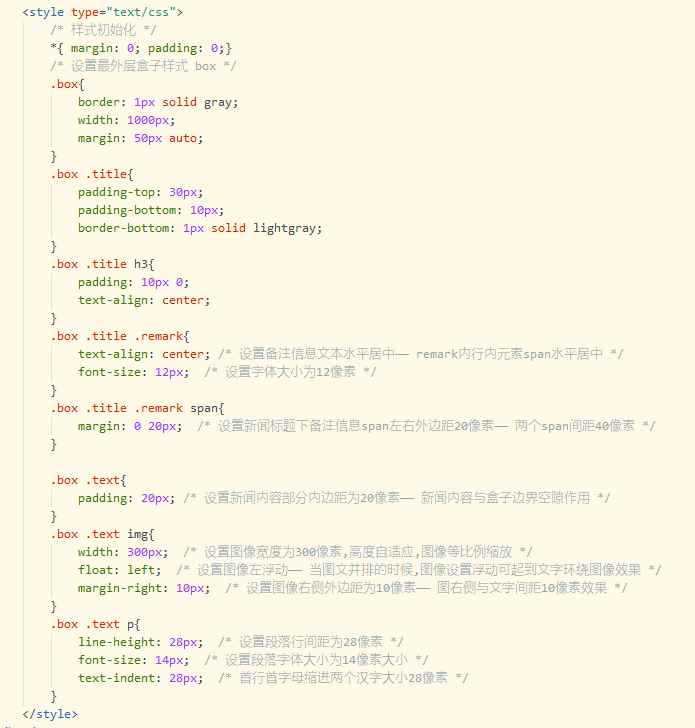 <style type="text/css">
/* 样式初始化 */
*{ margin: 0; padding: 0;}
/* 设置最外层盒子样式 box */
.box{
border: 1px solid gray;
width: 1000px;
margin: 50px auto;
}
.box .title{
padding-top: 30px;
padding-bottom: 10px;
border-bottom: 1px solid lightgray;
}
.box .title h3{
padding: 10px 0;
text-align: center;
}
.box .title .remark{
text-align: center; /* 设置备注信息文本水平居中—— remark内行内元素span水平居中 */
font-size: 12px; /* 设置字体大小为12像素 */
}
.box .title .remark span{
margin: 0 20px; /* 设置新闻标题下备注信息span左右外边距20像素—— 两个span间距40像素 */
}
.box .text{
padding: 20px; /* 设置新闻内容部分内边距为20像素—— 新闻内容与盒子边界空隙作用 */
}
.box .text img{
width: 300px; /* 设置图像宽度为300像素,高度自适应,图像等比例缩放 */
float: left; /* 设置图像左浮动—— 当图文并排的时候,图像设置浮动可起到文字环绕图像效果 */
margin-right: 10px; /* 设置图像右侧外边距为10像素—— 图右侧与文字间距10像素效果 */
}
.box .text p{
line-height: 28px; /* 设置段落行间距为28像素 */
font-size: 14px; /* 设置段落字体大小为14像素大小 */
text-indent: 28px; /* 首行首字母缩进两个汉字大小28像素 */
}
</style>